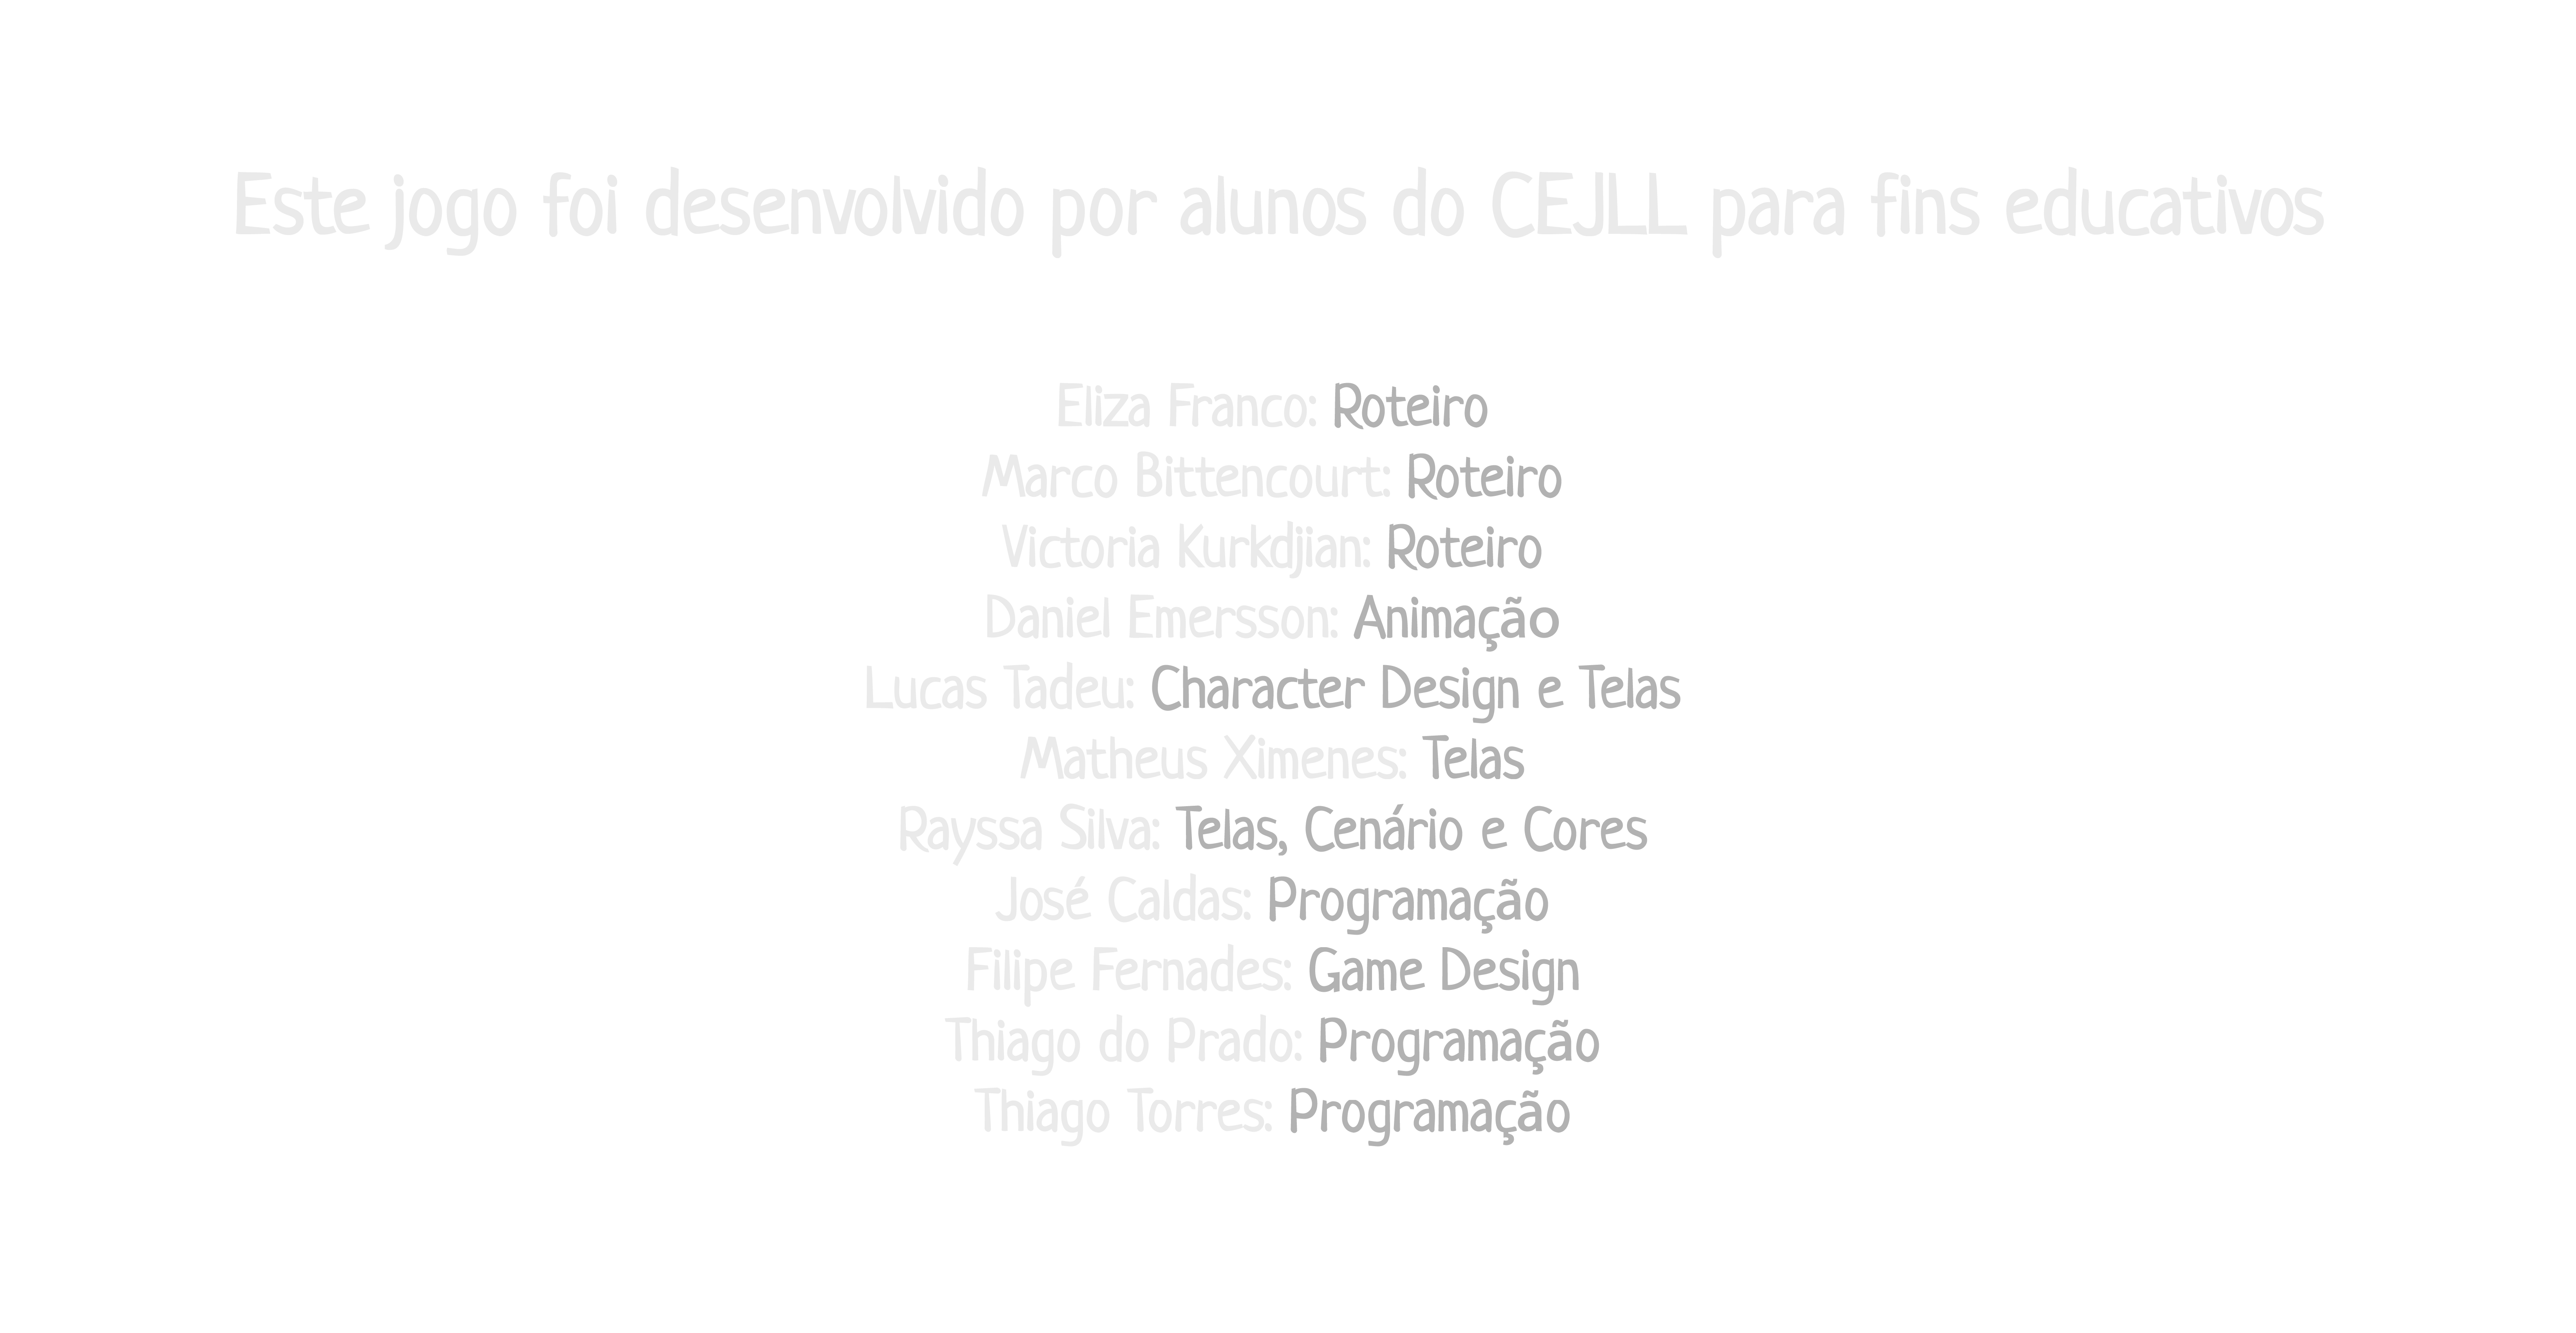 Este jogo foi desenvolvido por alunos do CEJLL para fins educativos
Eliza Franco: Roteiro
Marco Bittencourt: Roteiro
Victoria Kurkdjian: Roteiro
Daniel Emersson: Animação
Lucas Tadeu: Character Design e Telas
Matheus Ximenes: Telas
Rayssa Silva: Telas, Cenário e Cores
José Caldas: Programação
Filipe Fernades: Game Design
Thiago do Prado: Programação
Thiago Torres: Programação